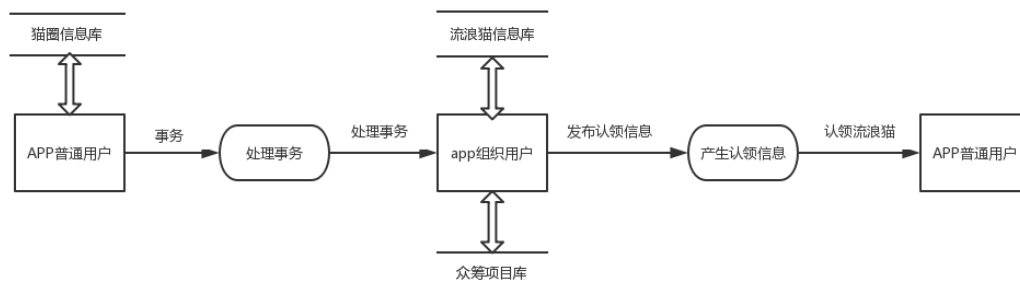 猫圈信息库
流浪猫信息库
APP普通用户
事务
处理事务
处理事务
app组织用户
发布认领信息
产生认领信息
认领流浪猫
APP普通用户
众筹项目库